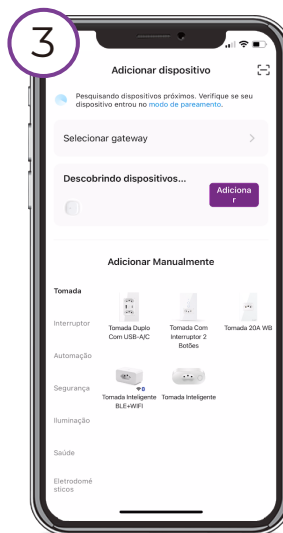 3
Adicionar dispositivo
Pesquisando dispositivos próximos. Verifique se seu
dispositivo entrou no modo de pareamento.
Selecionar gateway
Descobrindo dispositivos...
Adiciona
r
Adicionar Manualmente
Tomada
Interruptor
Automação
Segurança
Iluminação
Saúde
Eletrodomé
sticos
Tomada Duplo
Com USB-A/C
Tomada Com
Interruptor 2
Botões
Tomada 20A WB
Tomada Inteligente
BLE+WIFI
Tomada Inteligente